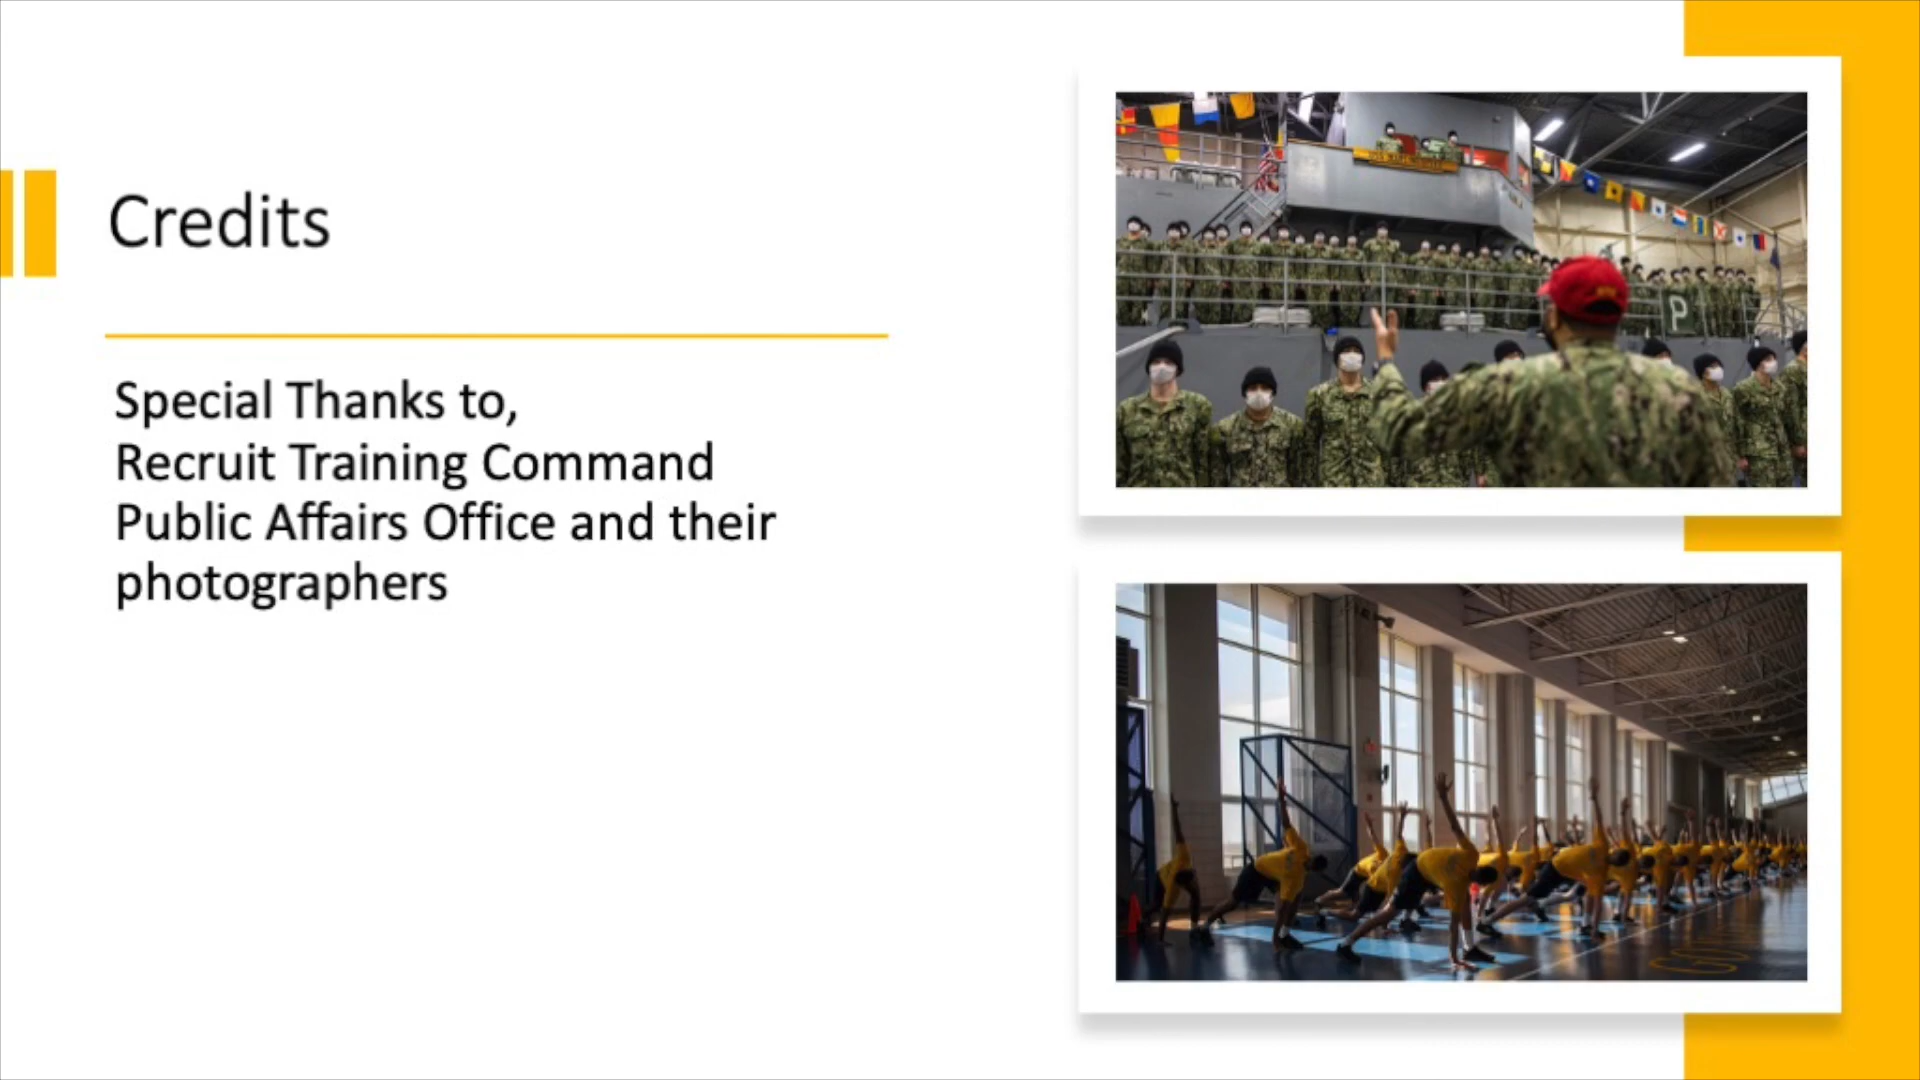 Credits
Special Thanks to,
Recruit Training Command
Public Affairs Office and their
photographers
P